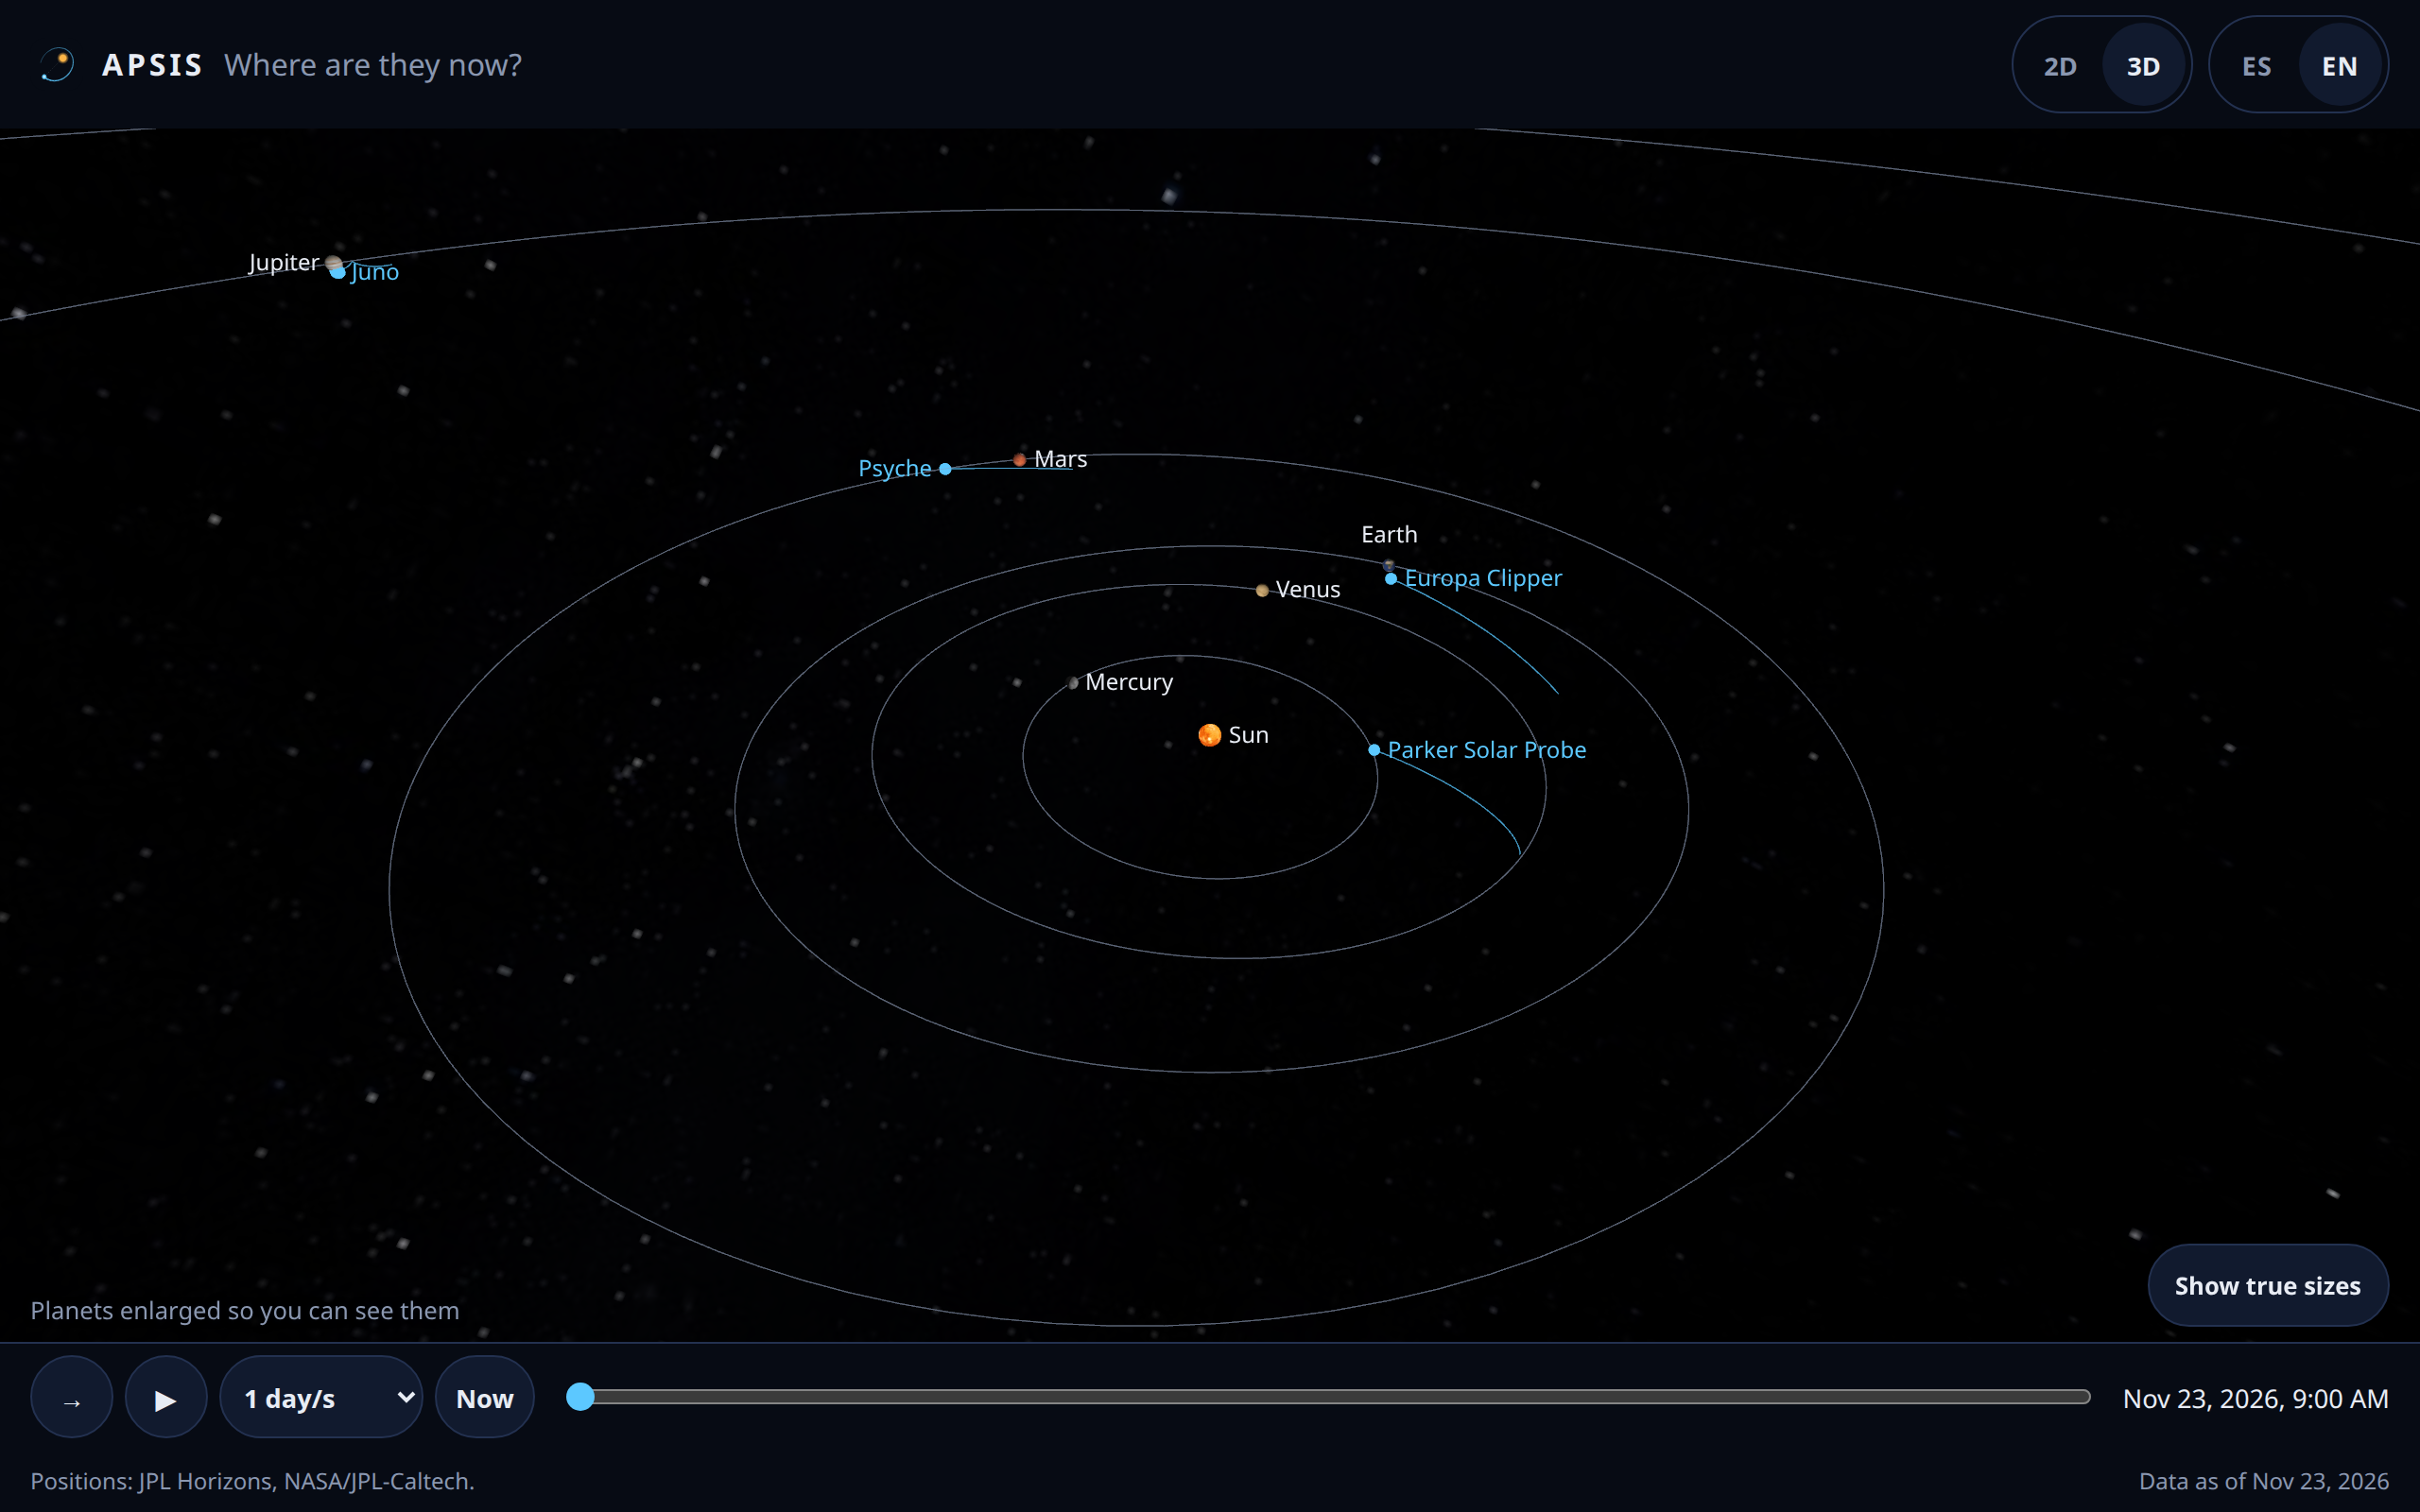 APSIS Where are they now?
2D 3D ES EN
Jupiter
Juno
Psyche
Mars
Earth
Europa Clipper
Venus
Mercury
Sun
Parker Solar Probe
Show true sizes
Planets enlarged so you can see them
→ ▶ 1 day/s Now Nov 23, 2026, 9:00 AM
Positions: JPL Horizons, NASA/JPL-Caltech.
Data as of Nov 23, 2026